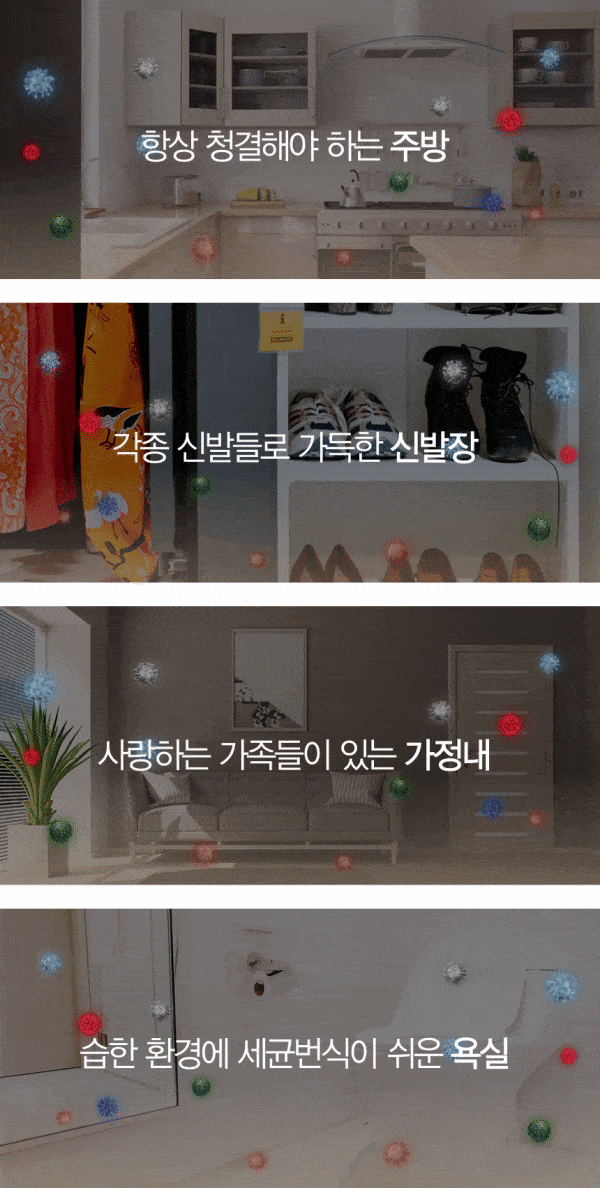 항상 청결해야 하는 주방
각종 신발들로 가득한 신발장
사랑하는 가족들이 있는 가정내
습한 환경에 세균번식이 쉬운 욕실